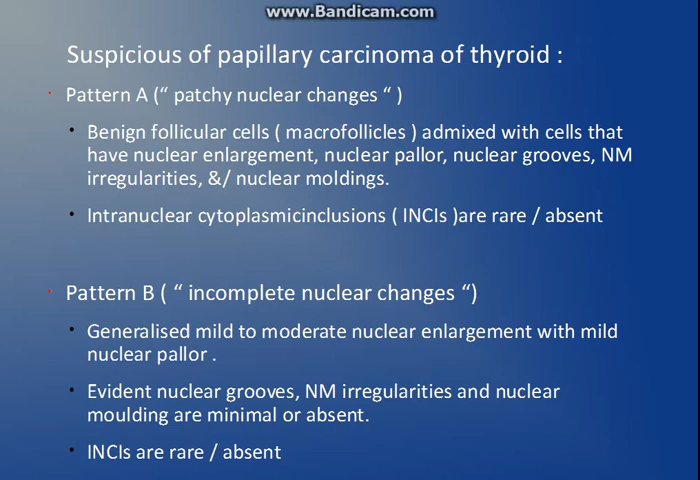 www.Bandicam.com
Suspicious of papillary carcinoma of thyroid :
Pattern A (“ patchy nuclear changes “ )
Benign follicular cells ( macrofollicles ) admixed with cells that
have nuclear enlargement, nuclear pallor, nuclear grooves, NM
irregularities, &/ nuclear moldings.
Intranuclear cytoplasmicinclusions ( INCIs )are rare / absent
Pattern B ( “ incomplete nuclear changes “)
Generalised mild to moderate nuclear enlargement with mild
nuclear pallor .
Evident nuclear grooves, NM irregularities and nuclear
moulding are minimal or absent.
INCIs are rare / absent